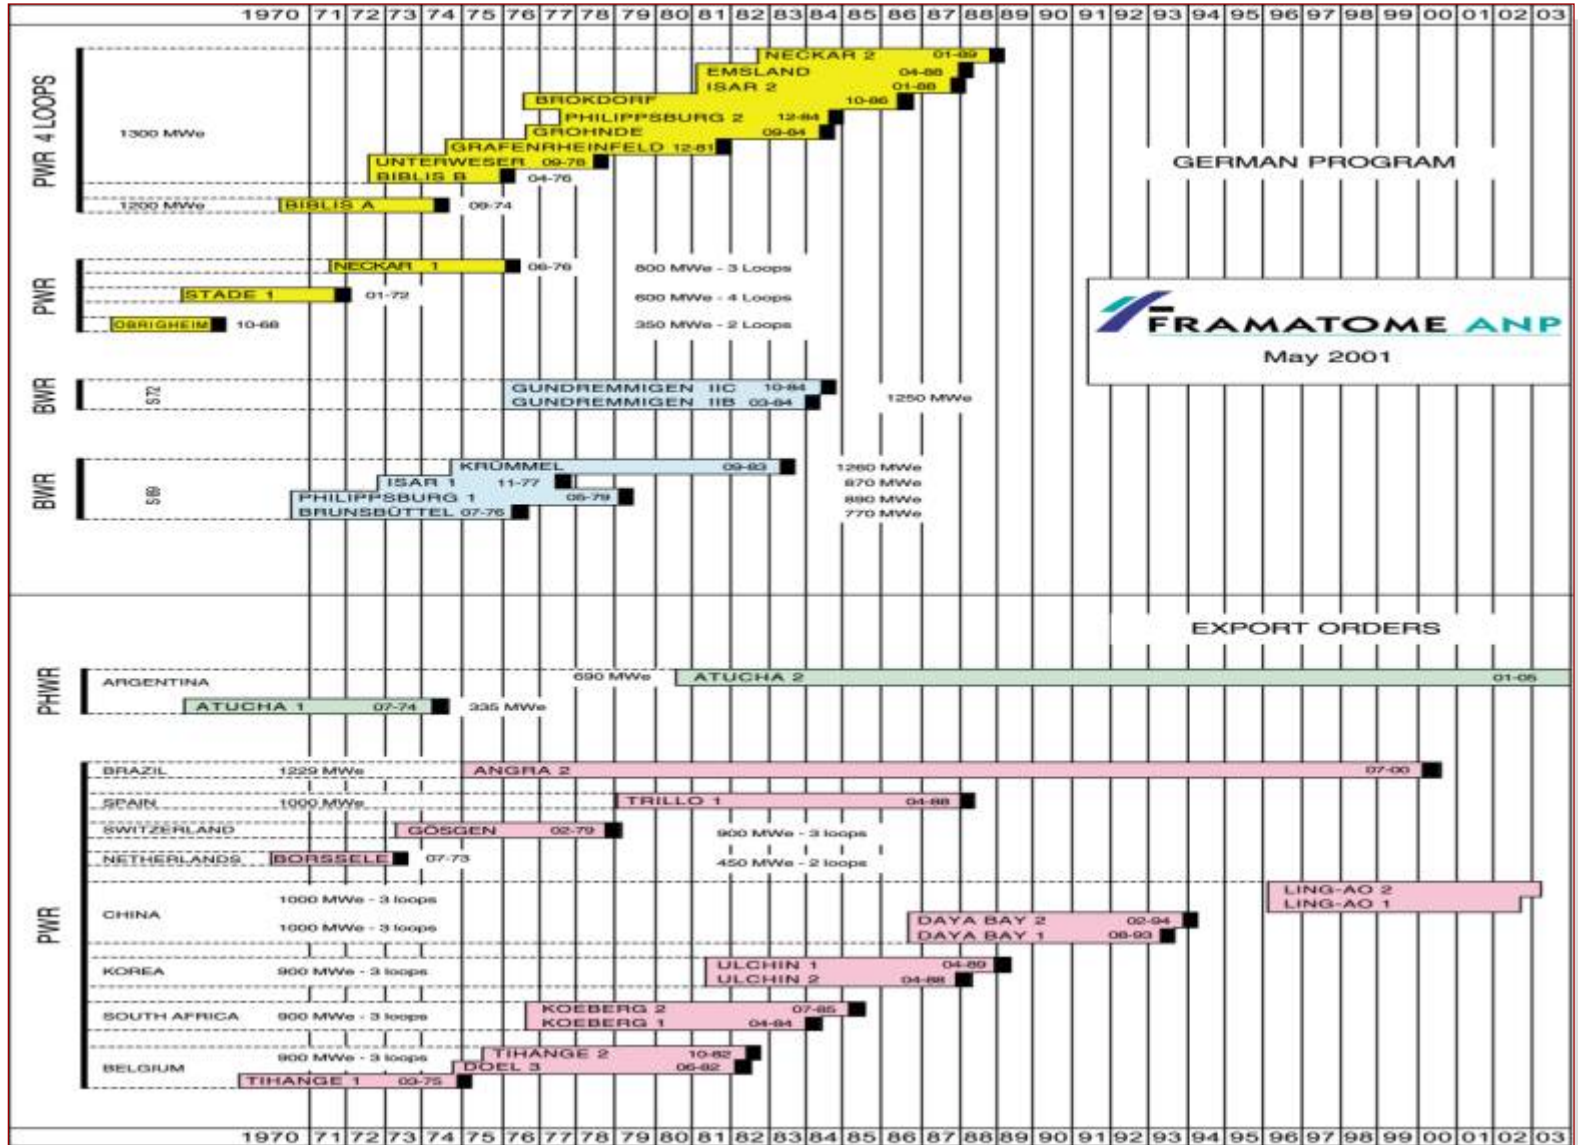 1970 71 72 73 74 75 76 77 78 79 80 81 82 83 84 85 86 87 88 89 90 91 92 93 94 95 96 97 98 99 00 01 02 03
PWR 4 LOOPS
NECKAR 2 01-89
EMSLAND 04-88
ISAR 2 01-88
BROKDORF 10-86
PHILIPPSBURG 2 12-84
1300 MWe GROHNDE 09-84
GRAFENRHEINFELD 12-81
UNTERWESER 09-78
BIBLIS B 04-76
1200 MWe BIBLIS A 09-74
GERMAN PROGRAM
PWR
NECKAR 1 06-76 800 MWe - 3 Loops
STADE 1 01-72 600 MWe - 4 Loops
OBRIGHEIM 10-68 350 MWe - 2 Loops
FRAMATOME ANP
May 2001
BWR
S72
GUNDREMMIGEN IIC 10-84
GUNDREMMIGEN IIB 03-84
1250 MWe
BWR
S69
KRÜMMEL 09-83 1260 MWe
ISAR 1 11-77 870 MWe
PHILIPPSBURG 1 05-79 890 MWe
BRUNSBÜTTEL 07-76 770 MWe
EXPORT ORDERS
PHWR
ARGENTINA
690 MWe ATUCHA 2 01-05
ATUCHA 1 07-74 335 MWe
PWR
BRAZIL 1229 MWe ANGRA 2 07-00
SPAIN 1000 MWe TRILLO 1 04-88
SWITZERLAND GÖSGEN 02-79 900 MWe - 3 loops
NETHERLANDS BORSSELE 07-73 450 MWe - 2 loops
CHINA
1000 MWe - 3 loops
LING-AO 2
LING-AO 1
1000 MWe - 3 loops
DAYA BAY 2 02-94
DAYA BAY 1 08-93
KOREA 900 MWe - 3 loops
ULCHIN 1 04-89
ULCHIN 2 04-88
SOUTH AFRICA 900 MWe - 3 loops
KOEBERG 2 07-85
KOEBERG 1 04-84
BELGIUM 900 MWe - 3 loops
TIHANGE 2 10-82
DOEL 3 06-82
TIHANGE 1 03-75
1970 71 72 73 74 75 76 77 78 79 80 81 82 83 84 85 86 87 88 89 90 91 92 93 94 95 96 97 98 99 00 01 02 03